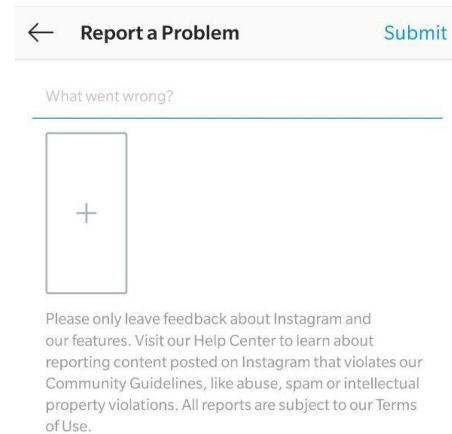 Report a Problem Submit
What went wrong?
Please only leave feedback about Instagram and
our features. Visit our Help Center to learn about
reporting content posted on Instagram that violates our
Community Guidelines, like abuse, spam or intellectual
property violations. All reports are subject to our Terms
of Use.